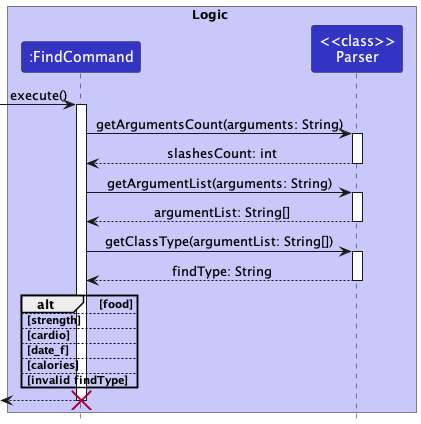 Logic
:FindCommand
<<class>>
Parser
execute()
getArgumentsCount(arguments: String)
slashesCount: int
getArgumentList(arguments: String)
argumentList: String[]
getClassType(argumentList: String[])
findType: String
alt [food]
[strength]
[cardio]
[date_f]
[calories]
[invalid findType]